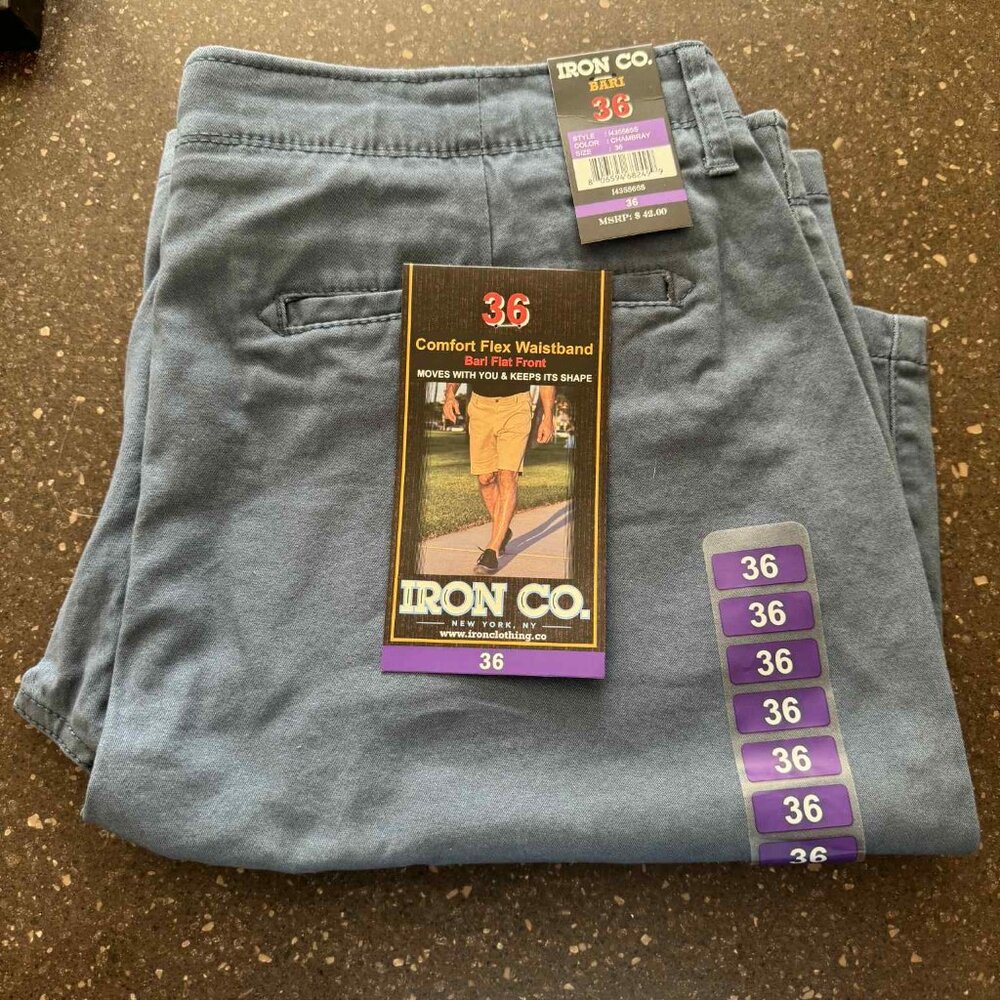 IRON CO.
BARI
36
STYLE : I435566S
COLOR : CHAMBRAY
SIZE : 36
I435566S
36
MSRP: $ 42.00
36
Comfort Flex Waistband
Bari Flat Front
MOVES WITH YOU & KEEPS ITS SHAPE
IRON CO.
NEW YORK, NY
www.ironclothing.co
36
36
36
36
36
36
36
36